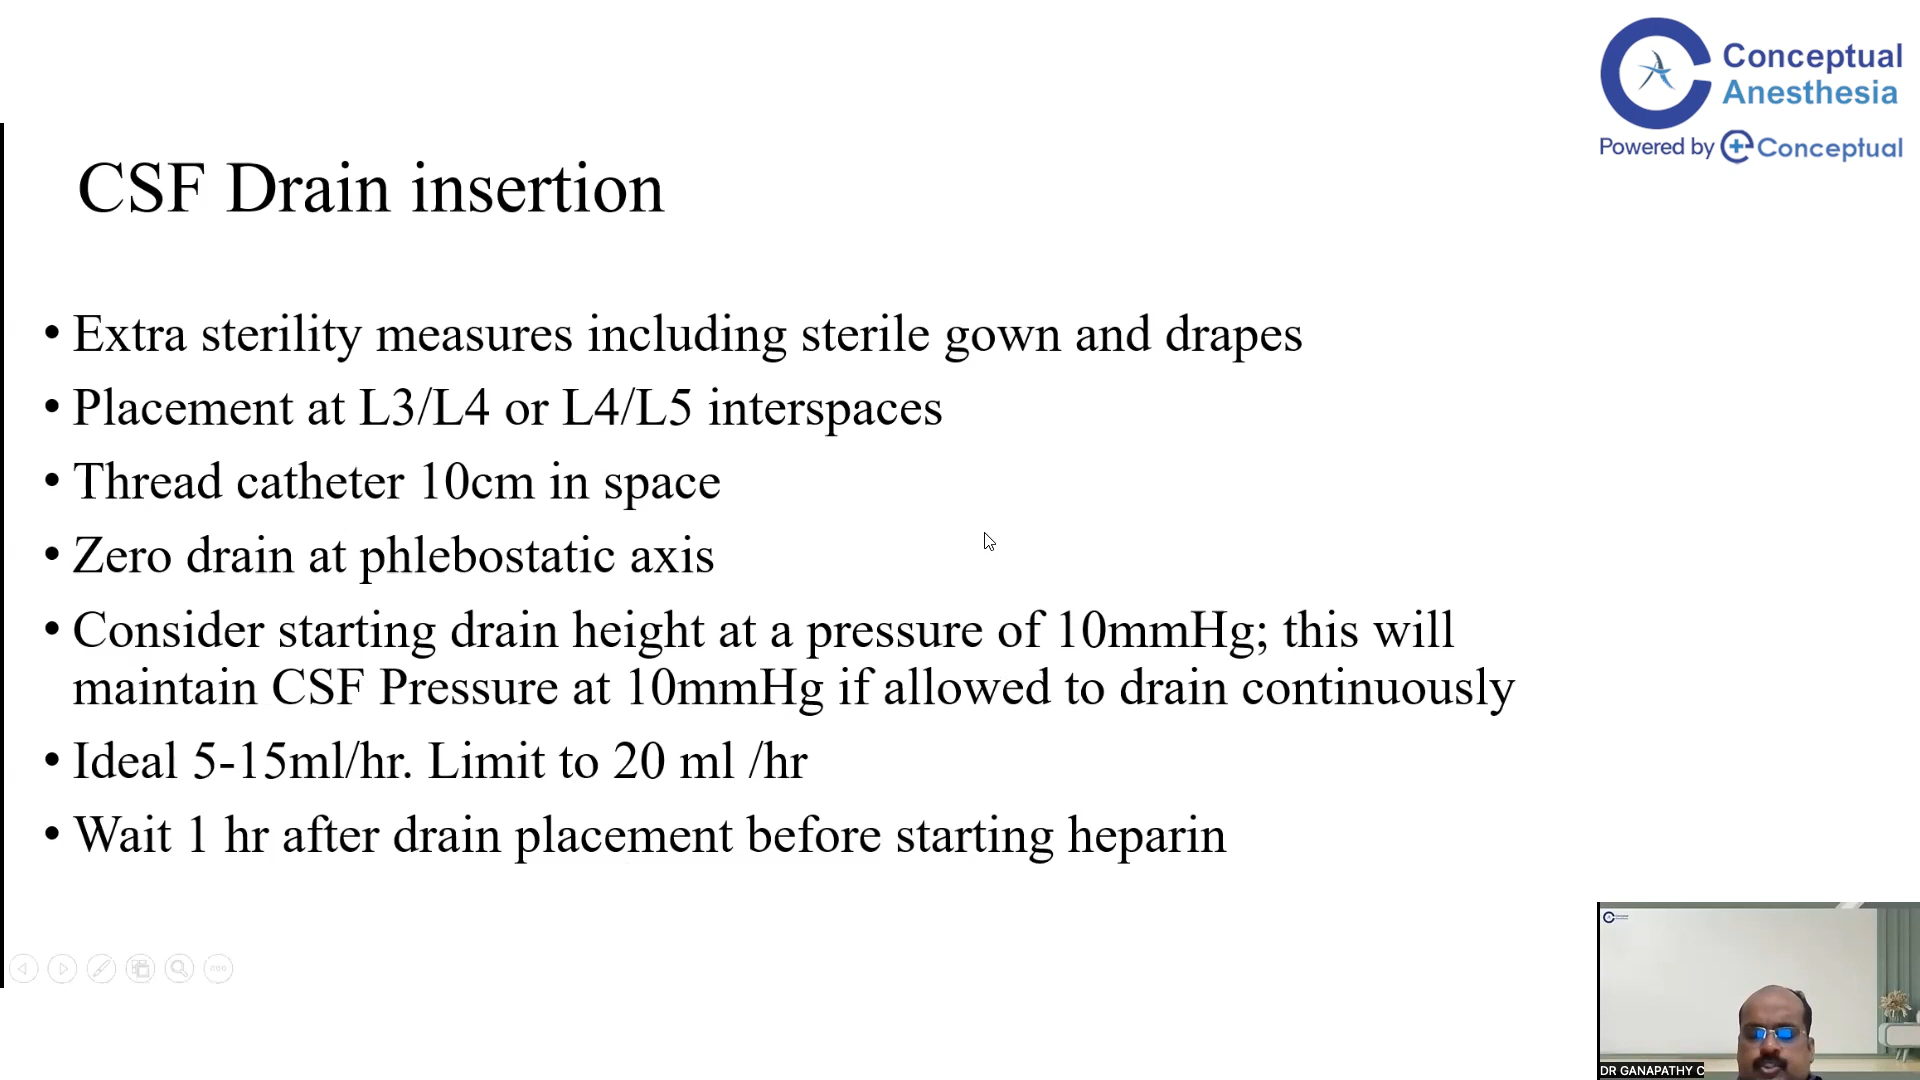 Conceptual
Anesthesia
Powered by Conceptual
CSF Drain insertion
• Extra sterility measures including sterile gown and drapes
• Placement at L3/L4 or L4/L5 interspaces
• Thread catheter 10cm in space
• Zero drain at phlebostatic axis
• Consider starting drain height at a pressure of 10mmHg; this will
maintain CSF Pressure at 10mmHg if allowed to drain continuously
• Ideal 5-15ml/hr. Limit to 20 ml /hr
• Wait 1 hr after drain placement before starting heparin
DR GANAPATHY C